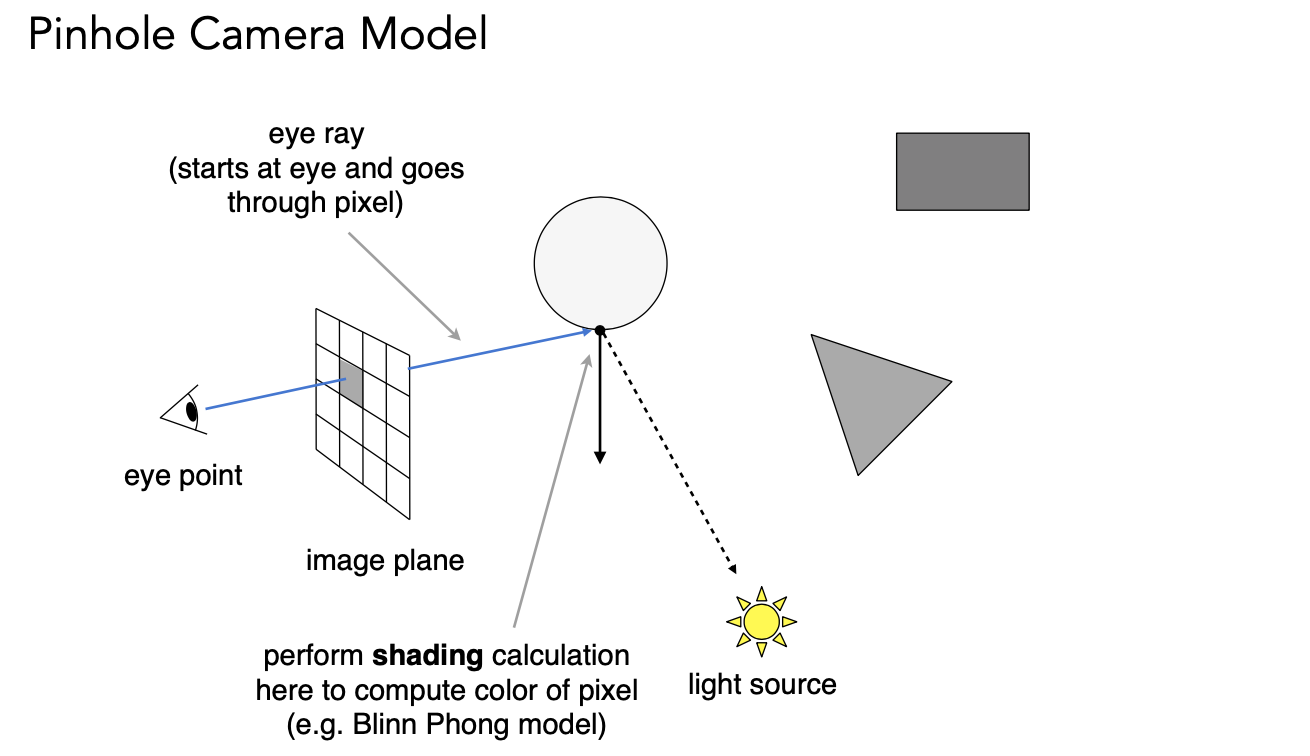 Pinhole Camera Model
eye ray
(starts at eye and goes
through pixel)
eye point
image plane
perform shading calculation
here to compute color of pixel
(e.g. Blinn Phong model)
light source